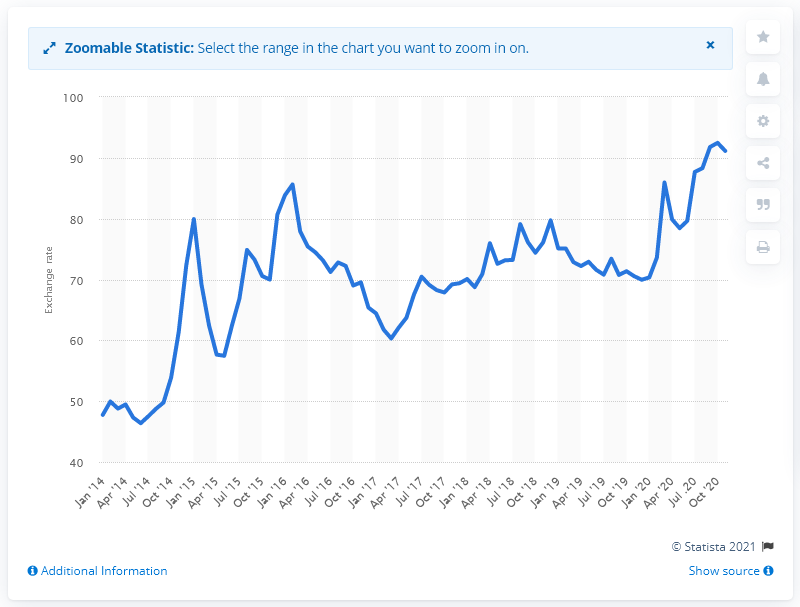 Zoomable Statistic: Select the range in the chart you want to zoom in on.
100
90
80
70
60
50
40
Exchange rate
Jan '14
Apr '14
Jul '14
Oct '14
Jan '15
Apr '15
Jul '15
Oct '15
Jan '16
Apr '16
Jul '16
Oct '16
Jan '17
Apr '17
Jul '17
Oct '17
Jan '18
Apr '18
Jul '18
Oct '18
Jan '19
Apr '19
Jul '19
Oct '19
Jan '20
Apr '20
Jul '20
Oct '20
© Statista 2021
Additional Information
Show source